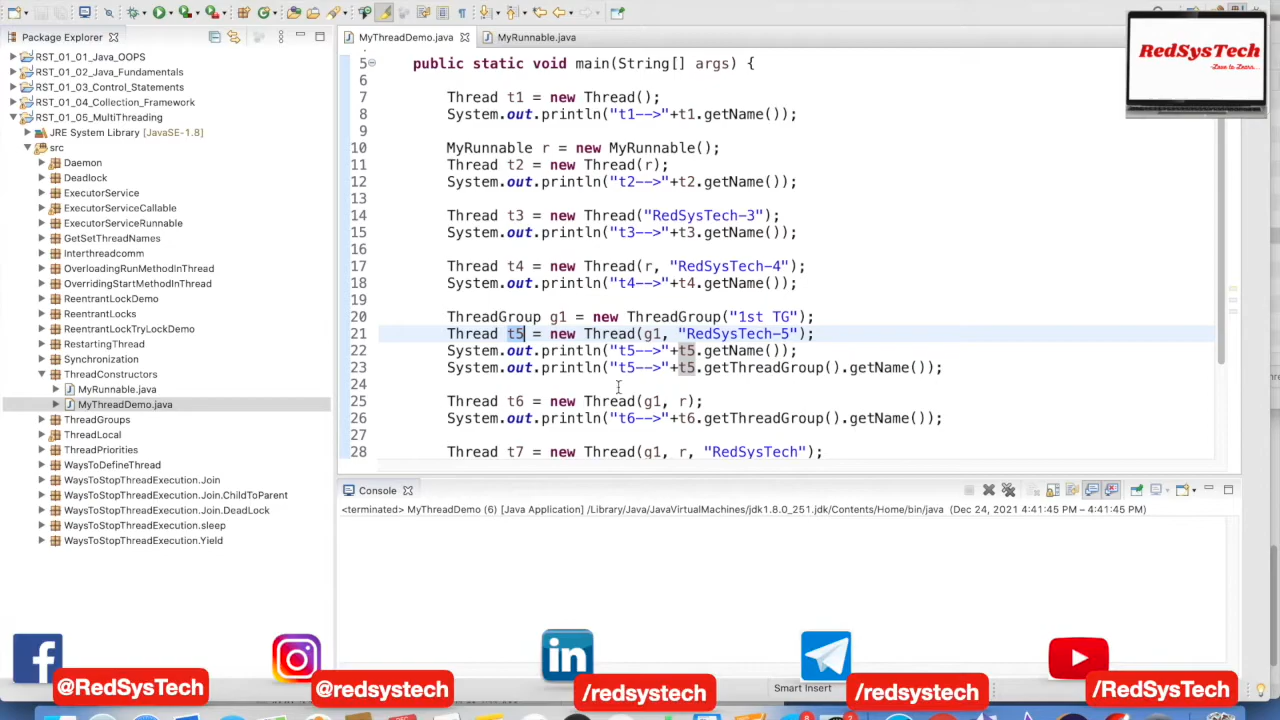 Package Explorer
RST_01_01_Java_OOPS
RST_01_02_Java_Fundamentals
RST_01_03_Control_Statements
RST_01_04_Collection_Framework
RST_01_05_MultiThreading
JRE System Library [JavaSE-1.8]
src
Daemon
Deadlock
ExecutorService
ExecutorServiceCallable
ExecutorServiceRunnable
GetSetThreadNames
Interthreadcomm
OverloadingRunMethodInThread
OverridingStartMethodInThread
ReentrantLockDemo
ReentrantLocks
ReentrantLockTryLockDemo
RestartingThread
Synchronization
ThreadConstructors
MyRunnable.java
MyThreadDemo.java
ThreadGroups
ThreadLocal
ThreadPriorities
WaysToDefineThread
WaysToStopThreadExecution.Join
WaysToStopThreadExecution.Join.ChildToParent
WaysToStopThreadExecution.Join.DeadLock
WaysToStopThreadExecution.sleep
WaysToStopThreadExecution.Yield
MyThreadDemo.java MyRunnable.java
5 public static void main(String[] args) {
6
7 Thread t1 = new Thread();
8 System.out.println("t1-->"+t1.getName());
9
10 MyRunnable r = new MyRunnable();
11 Thread t2 = new Thread(r);
12 System.out.println("t2-->"+t2.getName());
13
14 Thread t3 = new Thread("RedSysTech-3");
15 System.out.println("t3-->"+t3.getName());
16
17 Thread t4 = new Thread(r, "RedSysTech-4");
18 System.out.println("t4-->"+t4.getName());
19
20 ThreadGroup g1 = new ThreadGroup("1st TG");
21 Thread t5 = new Thread(g1, "RedSysTech-5");
22 System.out.println("t5-->"+t5.getName());
23 System.out.println("t5-->"+t5.getThreadGroup().getName());
24
25 Thread t6 = new Thread(g1, r);
26 System.out.println("t6-->"+t6.getThreadGroup().getName());
27
28 Thread t7 = new Thread(g1, r, "RedSysTech");
RedSysTech
-Love to Learn..
Console
<terminated> MyThreadDemo (6) [Java Application] /Library/Java/JavaVirtualMachines/jdk1.8.0_251.jdk/Contents/Home/bin/java (Dec 24, 2021 4:41:45 PM – 4:41:45 PM)
Smart Insert
@RedSysTech
@redsystech
/redsystech
/redsystech
/RedSysTech